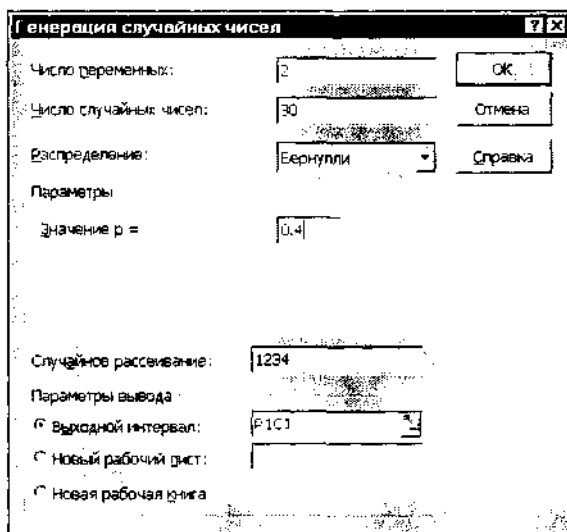 Генерация случайных чисел
Число переменных: 2
OK
Число случайных чисел: 30
Отмена
Распределение: Бернулли
Справка
Параметры
Значение p = 0.4
Случайное рассеивание: 1234
Параметры вывода
Выходной интервал: R1C1
Новый рабочий лист:
Новая рабочая книга